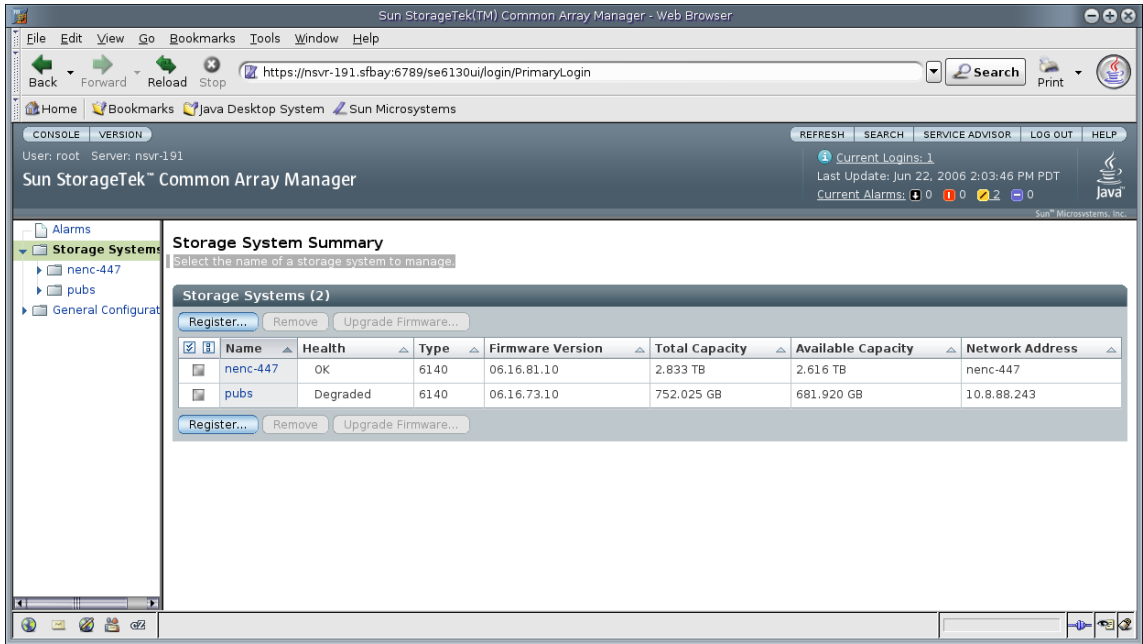 Sun StorageTek(TM) Common Array Manager - Web Browser
File Edit View Go Bookmarks Tools Window Help
Back Forward Reload Stop https://nsvr-191.sfbay:6789/se6130ui/login/PrimaryLogin Search Print
Home Bookmarks Java Desktop System Sun Microsystems
CONSOLE VERSION REFRESH SEARCH SERVICE ADVISOR LOG OUT HELP
User: root Server: nsvr-191 Current Logins: 1
Last Update: Jun 22, 2006 2:03:46 PM PDT
Sun StorageTek™ Common Array Manager
Current Alarms: 0 0 2 0
Java™
Sun™ Microsystems, Inc.
Alarms
Storage Systems
nenc-447
pubs
General Configurat
Storage System Summary
Select the name of a storage system to manage.
Storage Systems (2)
Register... Remove Upgrade Firmware...
Name Health Type Firmware Version Total Capacity Available Capacity Network Address
nenc-447 OK 6140 06.16.81.10 2.833 TB 2.616 TB nenc-447
pubs Degraded 6140 06.16.73.10 752.025 GB 681.920 GB 10.8.88.243
Register... Remove Upgrade Firmware...